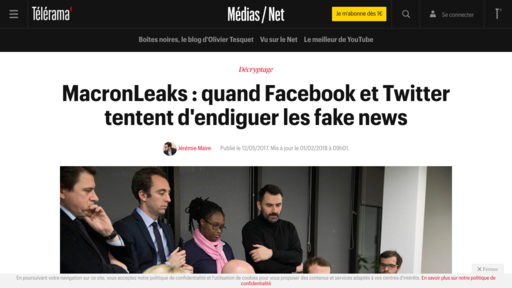 Télérama'
Médias / Net
Je m'abonne dès 1€
Se connecter
Boîtes noires, le blog d'Olivier Tesquet
Vu sur le Net
Le meilleur de YouTube
Décryptage
MacronLeaks : quand Facebook et Twitter
tentent d'endiguer les fake news
Jérémie Maire
Publié le 12/05/2017. Mis à jour le 01/02/2018 à 09h01.
✕ Fermer
En poursuivant votre navigation sur ce site, vous acceptez notre politique de confidentialité et l'utilisation de cookies pour vous proposer des contenus et services adaptés à vos centres d'intérêts. En savoir plus sur notre politique de
confidentialité